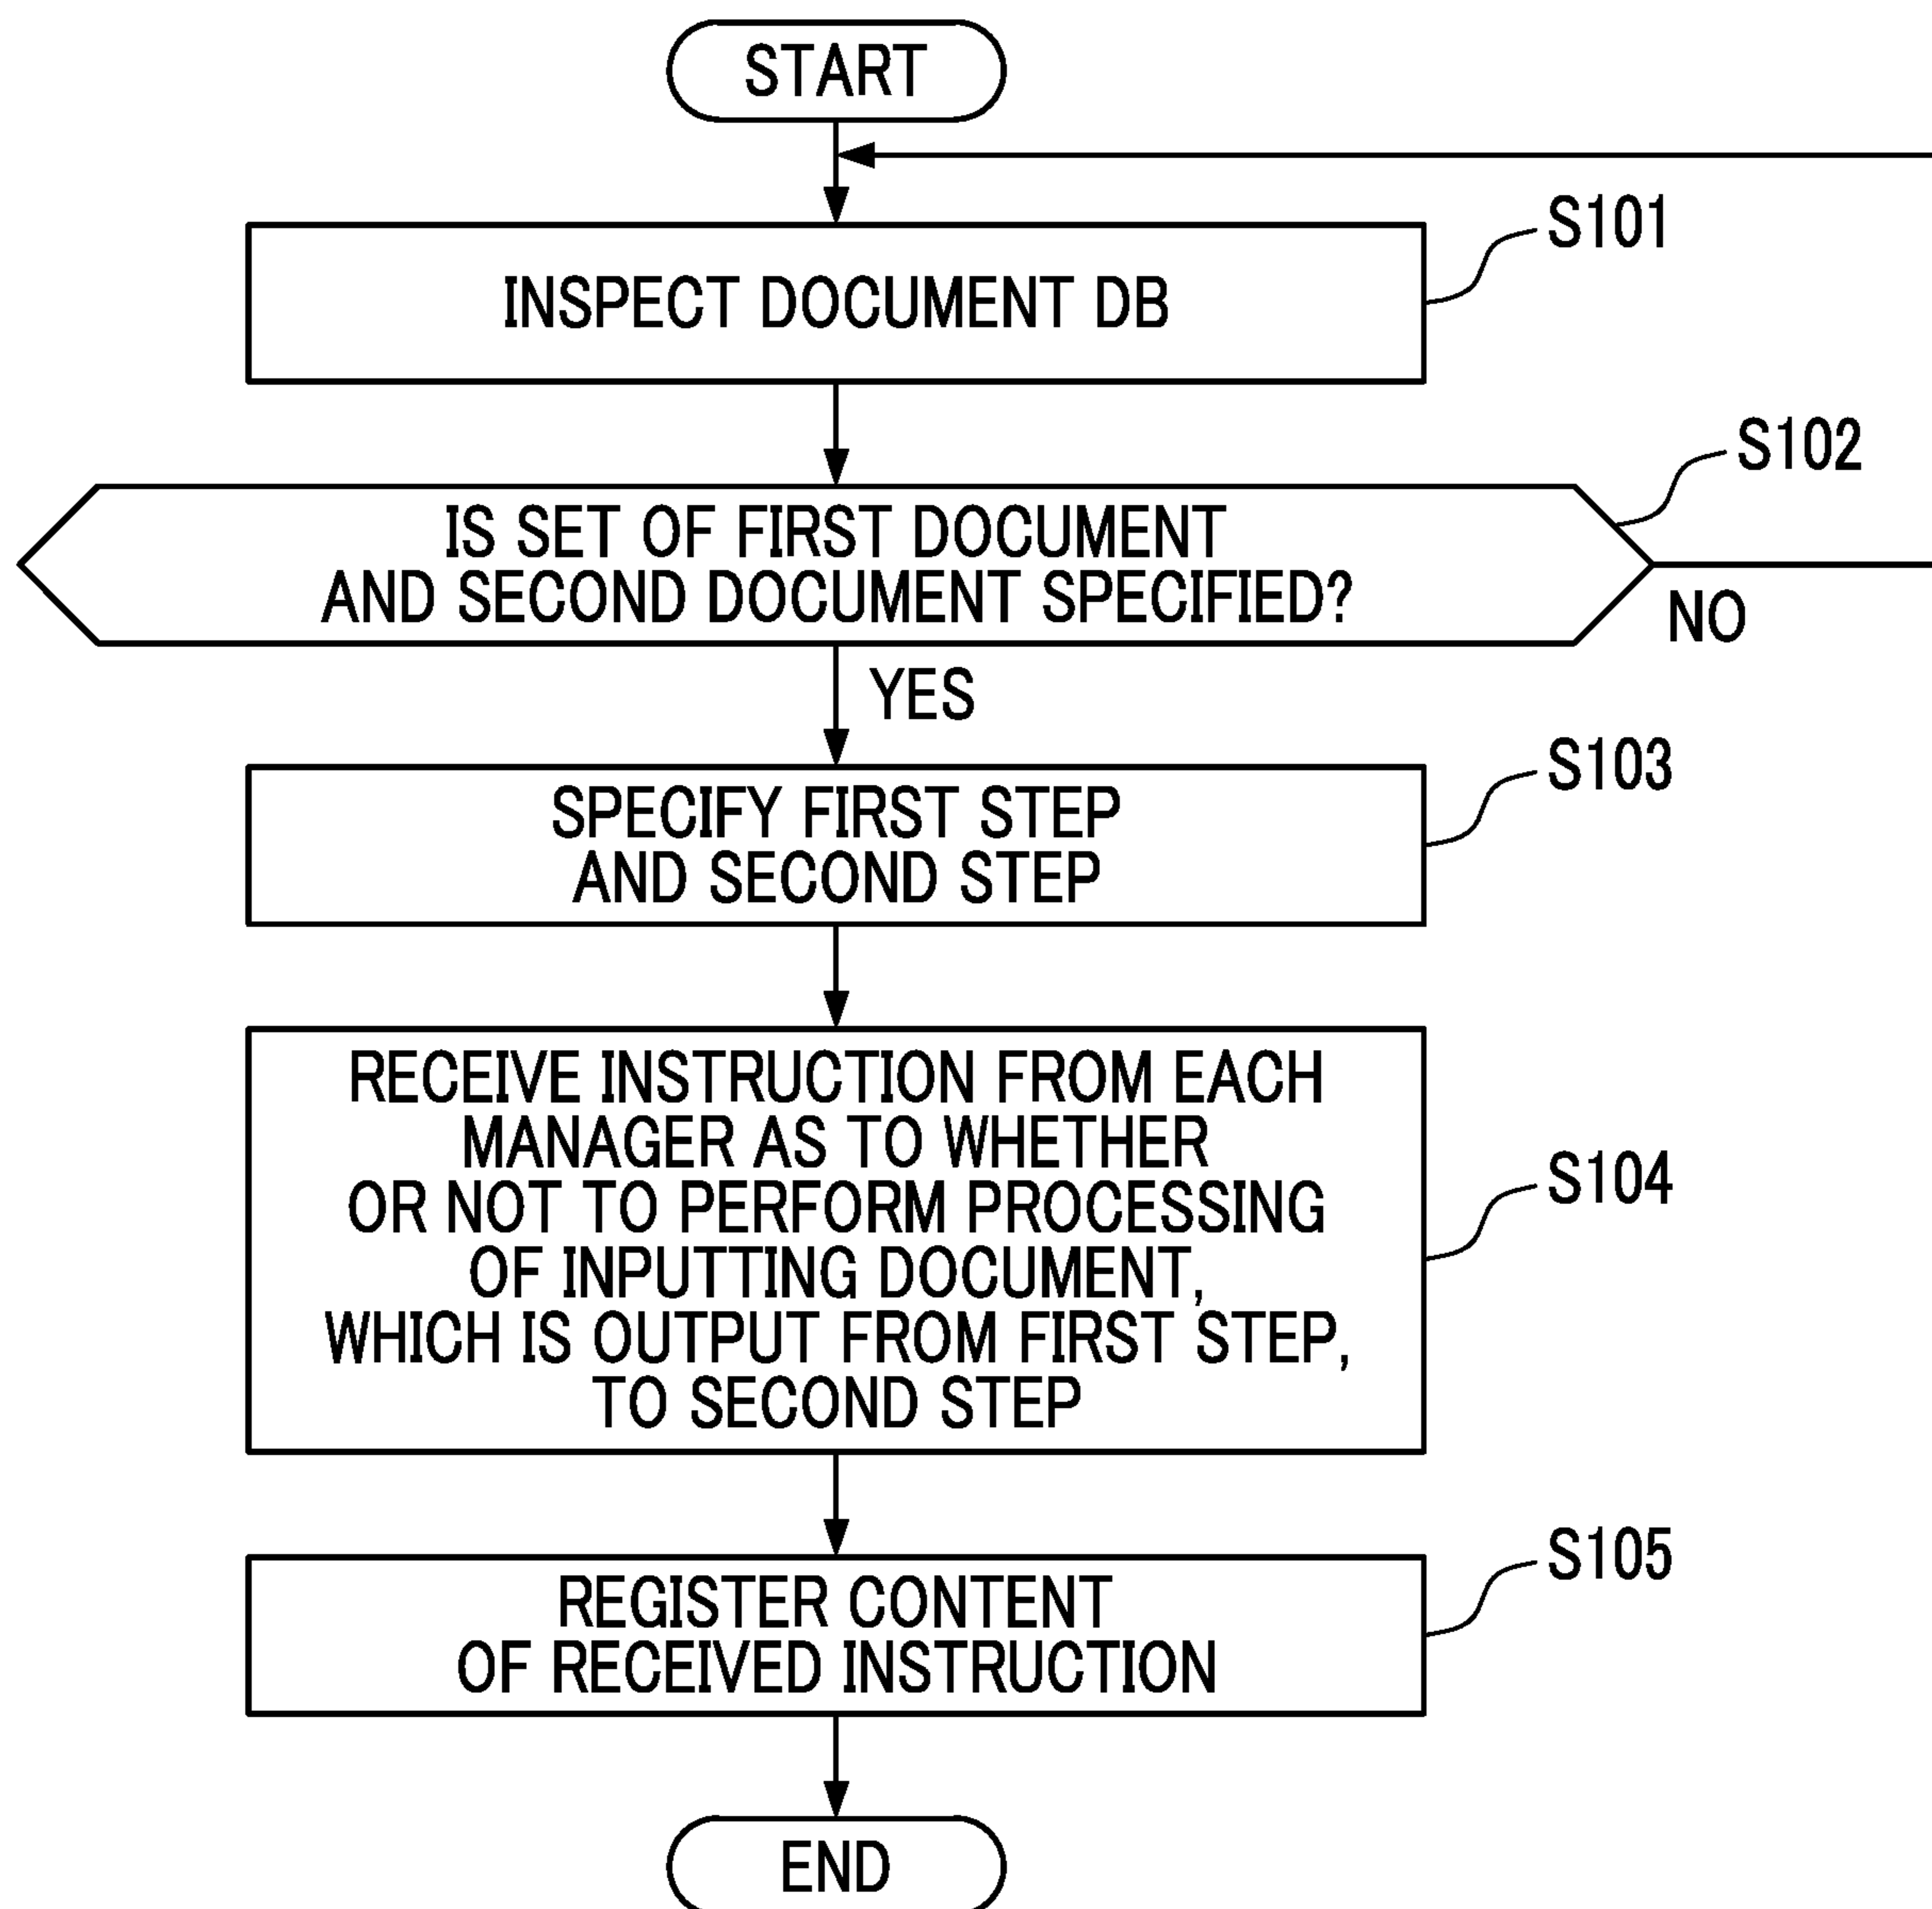 START
S101
INSPECT DOCUMENT DB
S102
IS SET OF FIRST DOCUMENT
AND SECOND DOCUMENT SPECIFIED?
NO
YES
S103
SPECIFY FIRST STEP
AND SECOND STEP
RECEIVE INSTRUCTION FROM EACH
MANAGER AS TO WHETHER
OR NOT TO PERFORM PROCESSING
OF INPUTTING DOCUMENT,
WHICH IS OUTPUT FROM FIRST STEP,
TO SECOND STEP
S104
S105
REGISTER CONTENT
OF RECEIVED INSTRUCTION
END